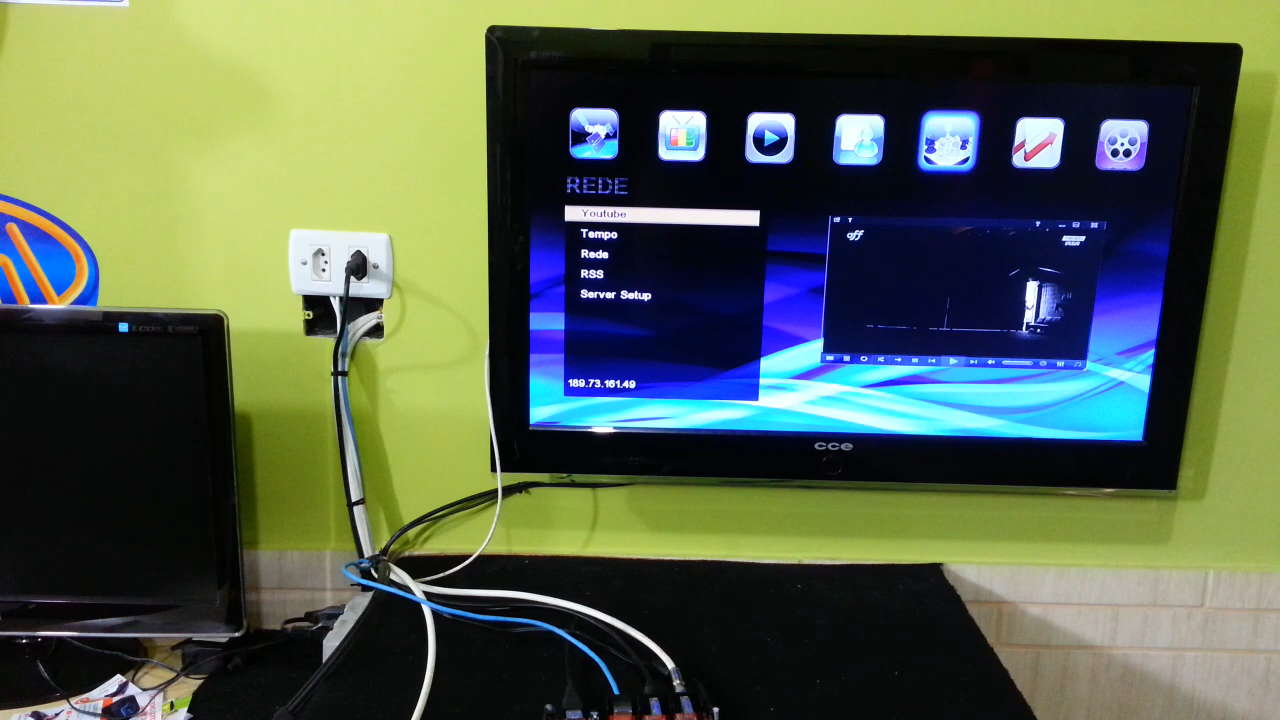 REDE
Youtube
Tempo
Rede
RSS
Server Setup
189.73.161.49
off
cce